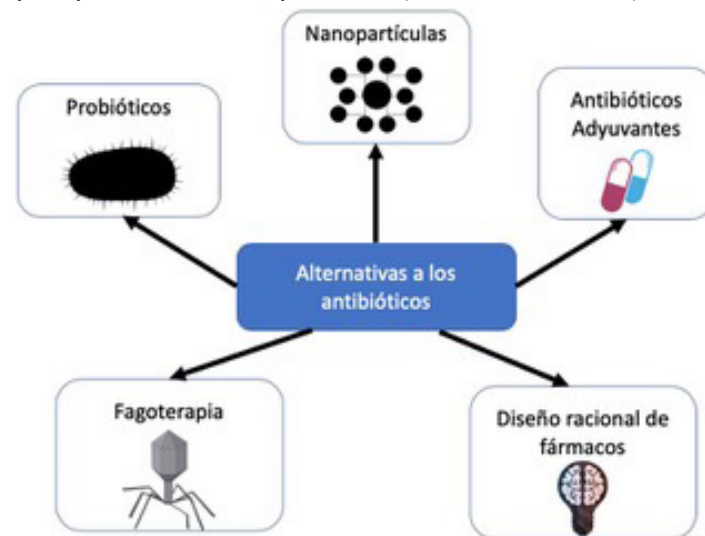 Nanopartículas
Probióticos
Antibióticos
Adyuvantes
Alternativas a los
antibióticos
Fagoterapia
Diseño racional de
fármacos